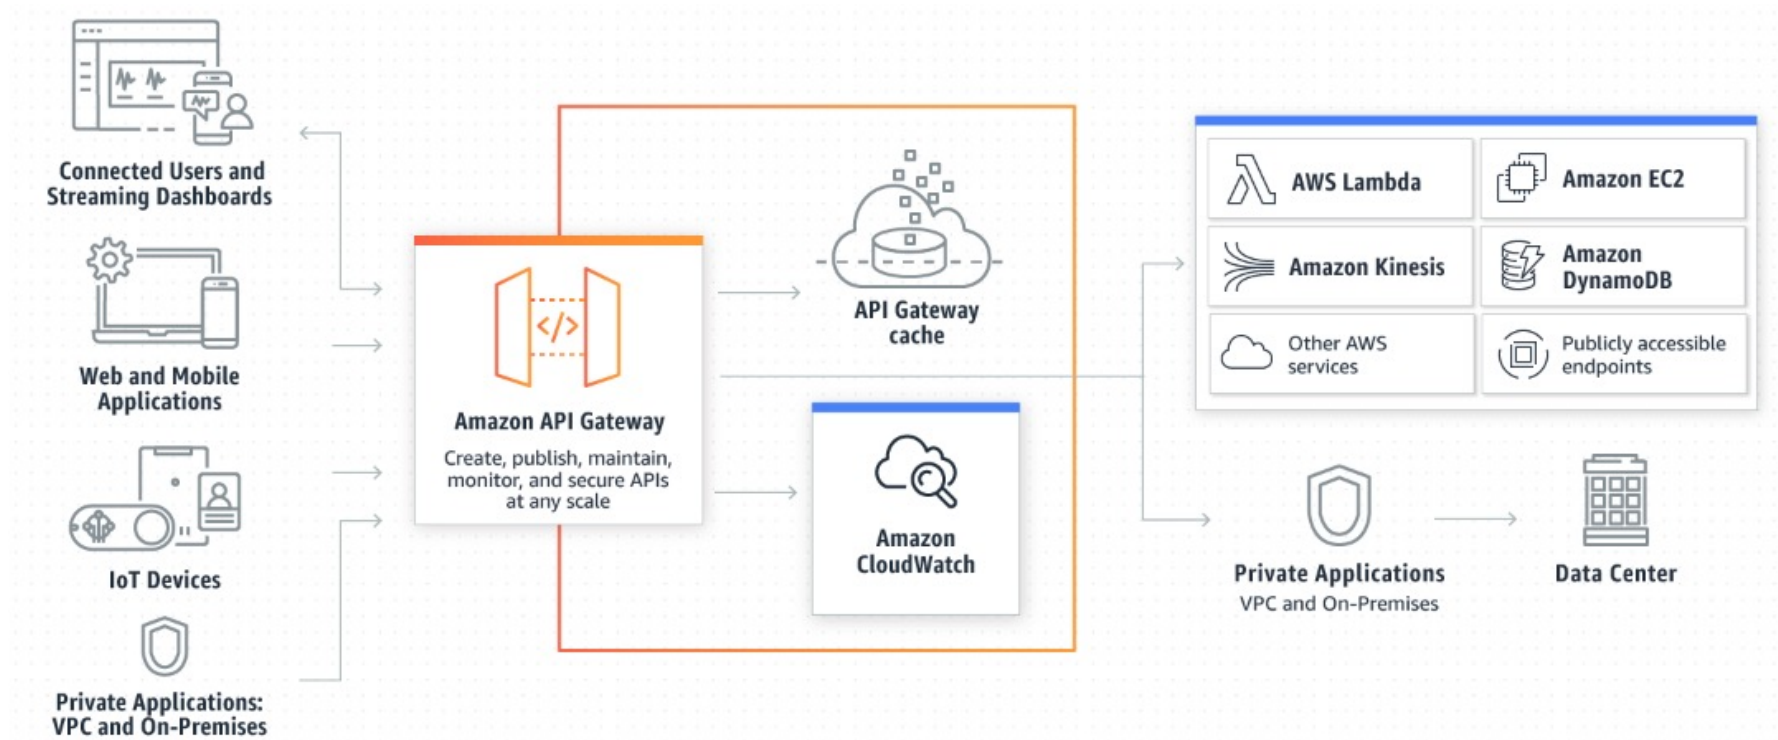 Connected Users and
Streaming Dashboards
Web and Mobile
Applications
IoT Devices
Private Applications:
VPC and On-Premises
</>
Amazon API Gateway
Create, publish, maintain,
monitor, and secure APIs
at any scale
API Gateway
cache
Amazon
CloudWatch
AWS Lambda
Amazon EC2
Amazon Kinesis
Amazon
DynamoDB
Other AWS
services
Publicly accessible
endpoints
Private Applications
VPC and On-Premises
Data Center